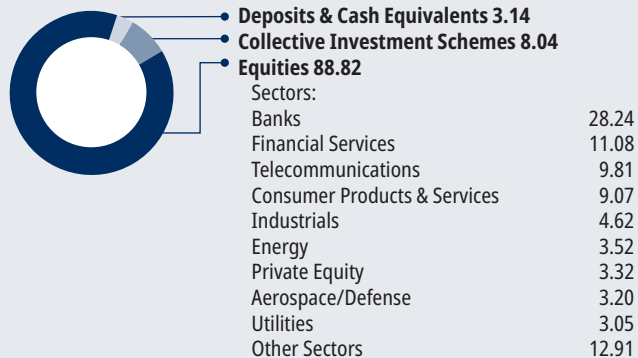 Deposits & Cash Equivalents 3.14
Collective Investment Schemes 8.04
Equities 88.82
Sectors:
Banks 28.24
Financial Services 11.08
Telecommunications 9.81
Consumer Products & Services 9.07
Industrials 4.62
Energy 3.52
Private Equity 3.32
Aerospace/Defense 3.20
Utilities 3.05
Other Sectors 12.91